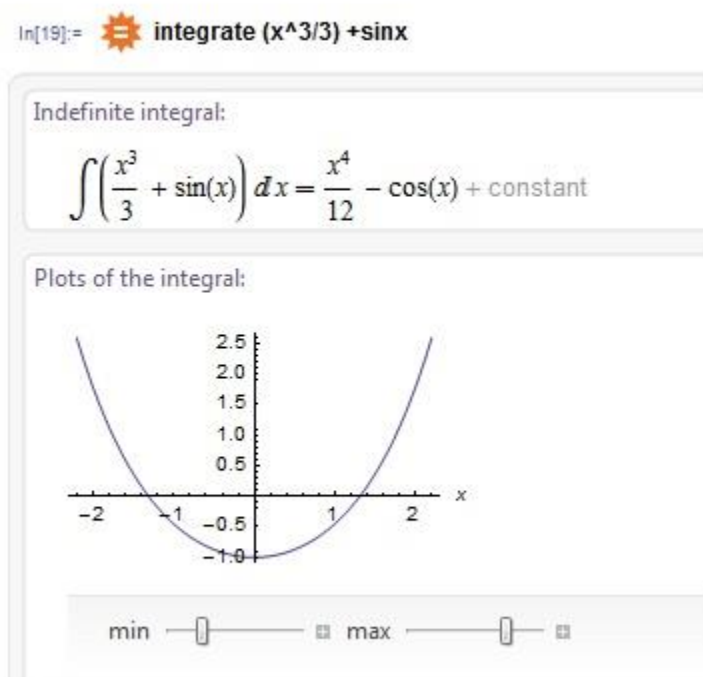 In[19]:= integrate (x^3/3) +sinx
Indefinite integral:
∫(x³/3 + sin(x)) ⅆx = x⁴/12 − cos(x) + constant
Plots of the integral:
2.5
2.0
1.5
1.0
0.5
x
−2 −1 1 2
−0.5
−1.0
min max